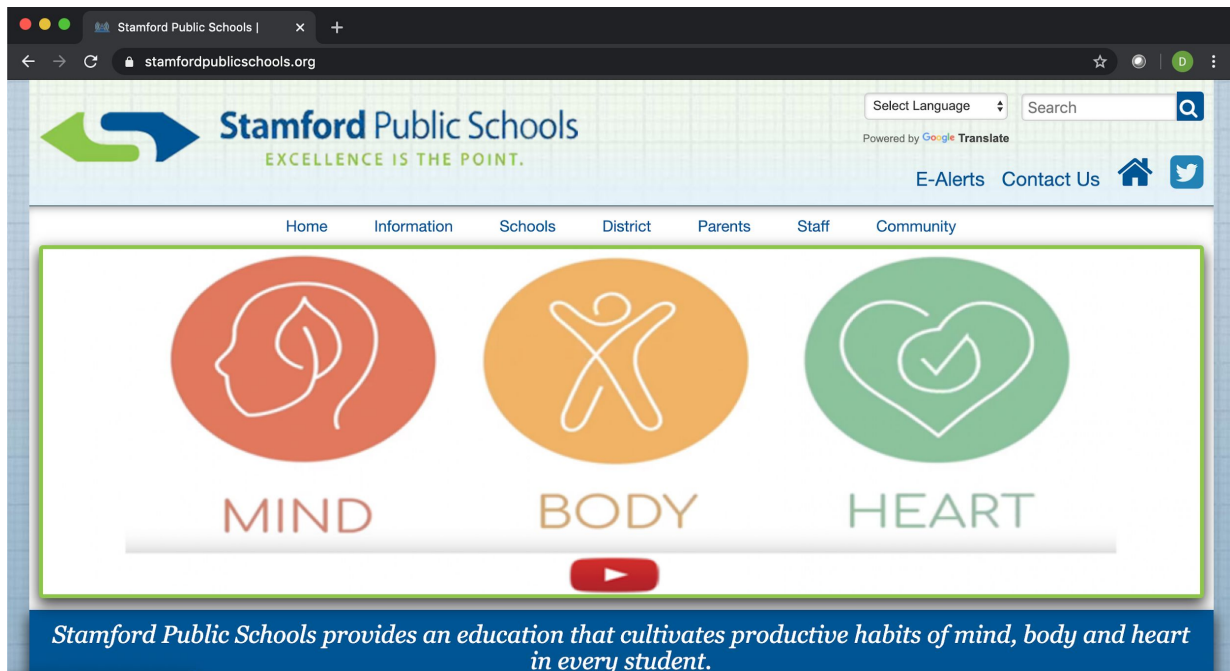 Stamford Public Schools |
stamfordpublicschools.org
D
Stamford Public Schools
EXCELLENCE IS THE POINT.
Select Language
Search
Powered by Google Translate
E-Alerts Contact Us
Home Information Schools District Parents Staff Community
MIND BODY HEART
Stamford Public Schools provides an education that cultivates productive habits of mind, body and heart
in every student.